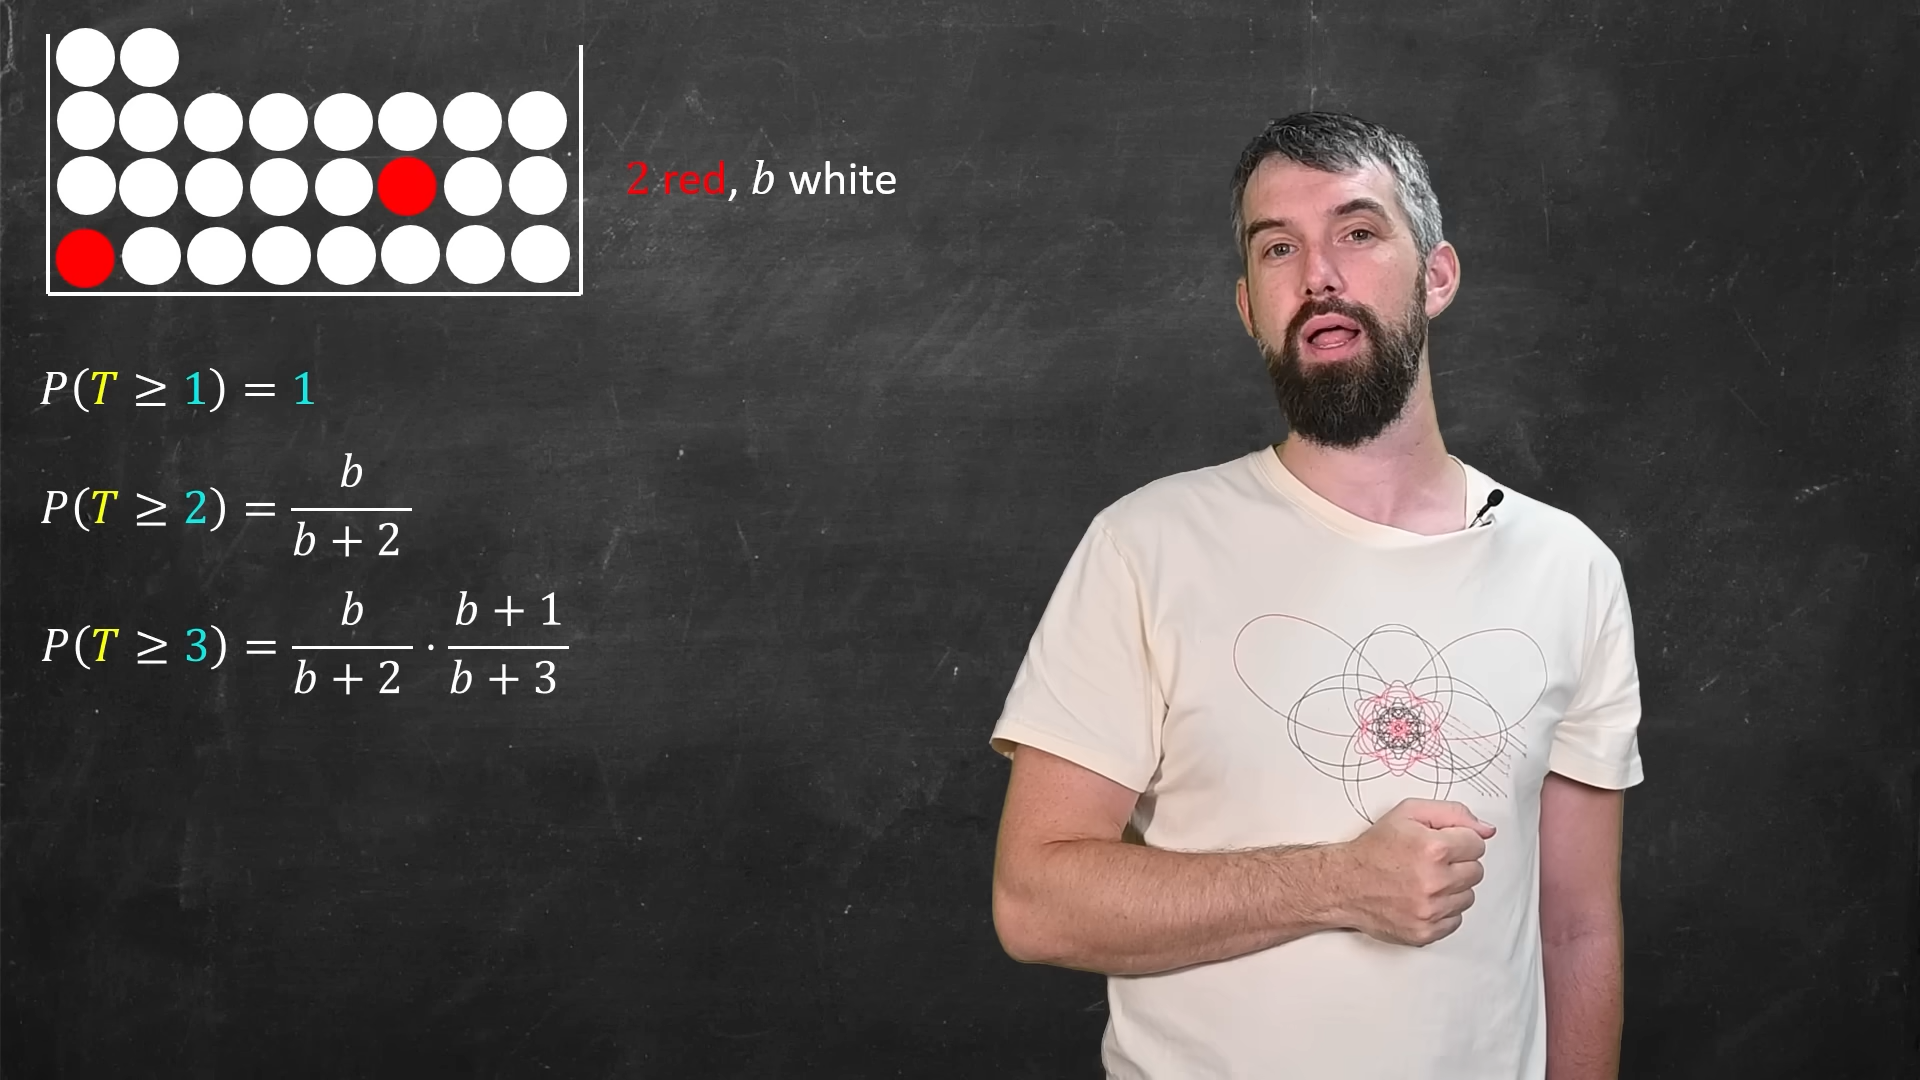 2 red, b white
P(T ≥ 1) = 1
P(T ≥ 2) = b / (b + 2)
P(T ≥ 3) = b / (b + 2) · (b + 1) / (b + 3)